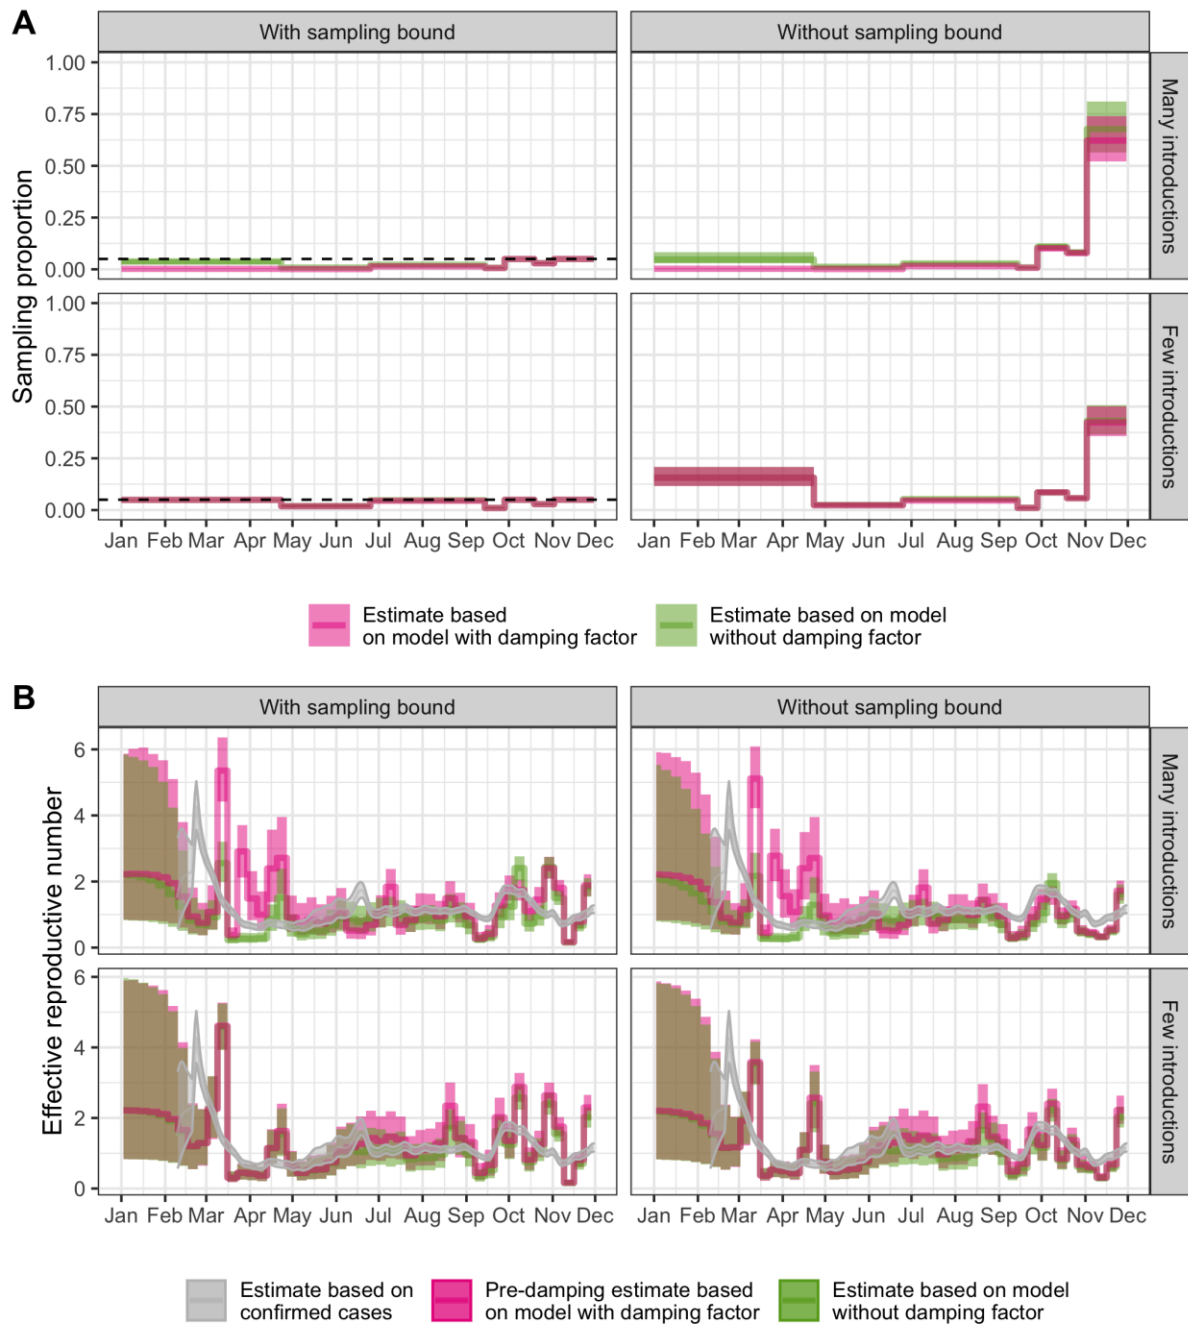 A
With sampling bound
Without sampling bound
Sampling proportion
1.00
0.75
0.50
0.25
0.00
Many introductions
1.00
0.75
0.50
0.25
0.00
Few introductions
Jan Feb Mar Apr May Jun Jul Aug Sep Oct Nov Dec
Jan Feb Mar Apr May Jun Jul Aug Sep Oct Nov Dec
Estimate based
on model with damping factor
Estimate based on model
without damping factor
B
With sampling bound
Without sampling bound
Effective reproductive number
6
4
2
0
Many introductions
6
4
2
0
Few introductions
Jan Feb Mar Apr May Jun Jul Aug Sep Oct Nov Dec
Jan Feb Mar Apr May Jun Jul Aug Sep Oct Nov Dec
Estimate based on
confirmed cases
Pre-damping estimate based
on model with damping factor
Estimate based on model
without damping factor